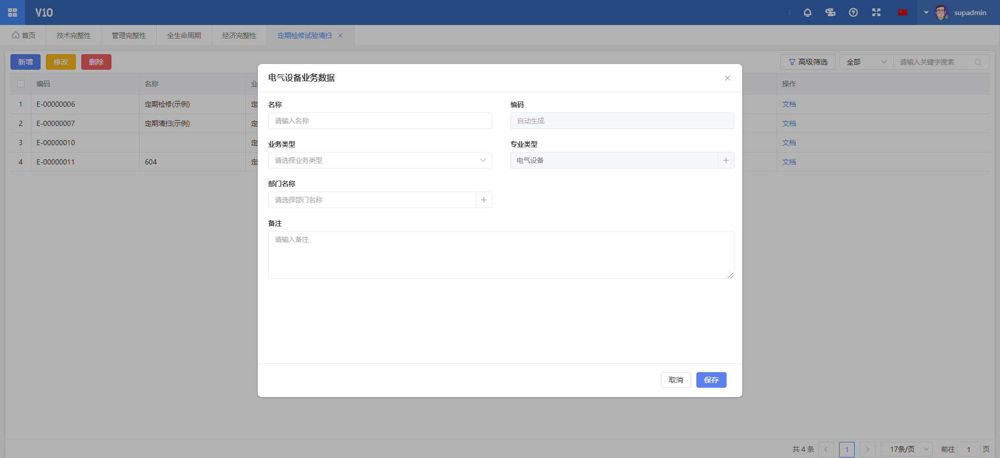 V10
supadmin
首页 技术完整性 管理完整性 全生命周期 经济完整性 定期检修试验清扫
新增 修改 删除 高级筛选 全部 请输入关键字搜索
编码 名称 业 操作
1 E-00000006 定期检修(示例) 定 文档
2 E-00000007 定期清扫(示例) 定 文档
3 E-00000010 定 文档
4 E-00000011 604 定 文档
电气设备业务数据
名称 编码
请输入名称 自动生成
业务类型 专业类型
请选择业务类型 电气设备
部门名称
请选择部门名称
备注
请输入备注
取消 保存
共 4 条 1 17条/页 前往 1 页